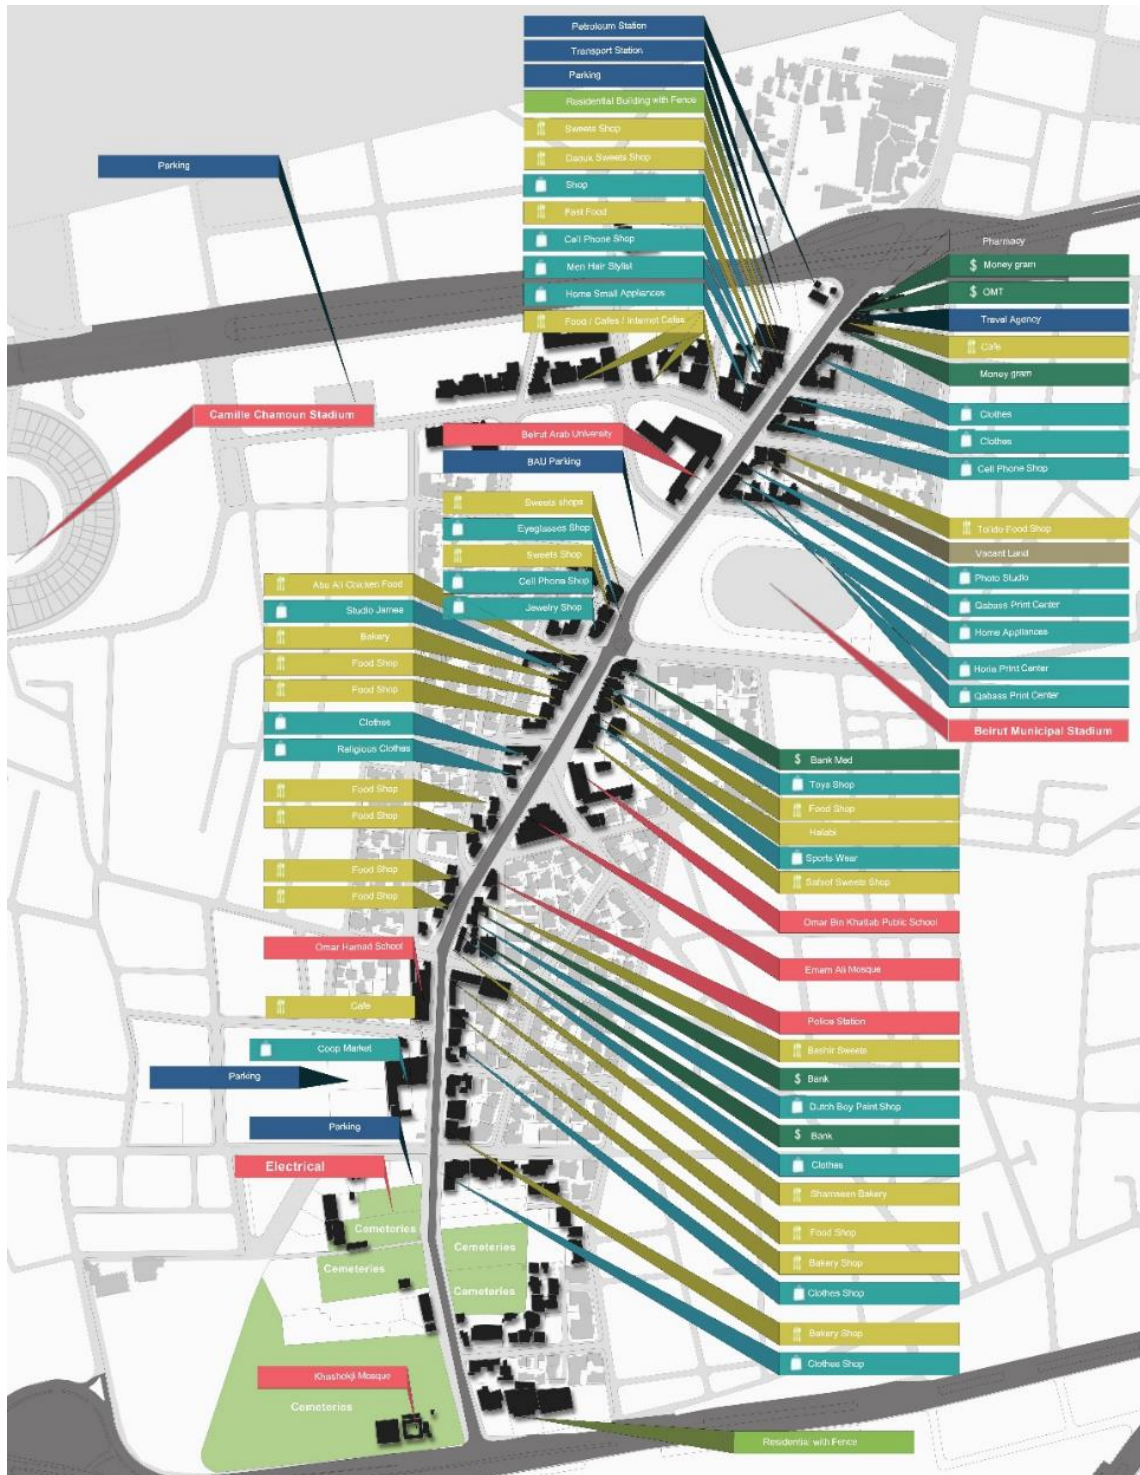 Petroleum Station
Transport Station
Parking
Residential Building with Fence
Sweets Shop
Daouk Sweets Shop
Shop
Fast Food
Cell Phone Shop
Men Hair Stylist
Home Small Appliances
Food / Cafes / Internet Cafes
Parking
Camille Chamoun Stadium
Pharmacy
$ Money gram
$ OMT
Travel Agency
Cafe
Money gram
Clothes
Clothes
Cell Phone Shop
Beirut Arab University
BAU Parking
Sweets shops
Eyeglasses Shop
Sweets Shop
Cell Phone Shop
Jewelry Shop
Toledo Food Shop
Vacant Land
Photo Studio
Qabass Print Center
Home Appliances
Horia Print Center
Qabass Print Center
Beirut Municipal Stadium
Abu Ali Chicken Food
Studio James
Bakery
Food Shop
Food Shop
Clothes
Religious Clothes
Food Shop
Food Shop
Food Shop
Food Shop
Omar Hamad School
Cafe
Coop Market
Parking
Parking
Electrical
$ Bank Med
Toys Shop
Food Shop
Halabi
Sports Wear
Safsof Sweets Shop
Omar Bin Khattab Public School
Emam Ali Mosque
Police Station
Bashir Sweets
$ Bank
Dutch Boy Paint Shop
$ Bank
Clothes
Shamseen Bakery
Food Shop
Bakery Shop
Clothes Shop
Bakery Shop
Clothes Shop
Cemeteries
Cemeteries
Cemeteries
Cemeteries
Khashokji Mosque
Cemeteries
Residential with Fence